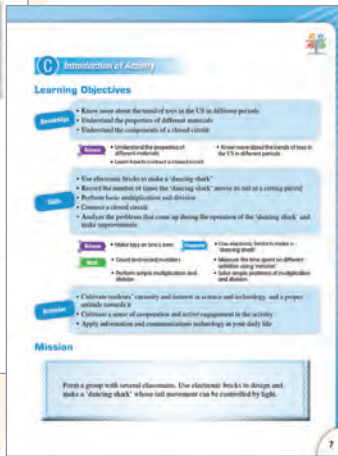 C Introduction of Activity
Learning Objectives
Knowledge
• Know more about the trend of toys in the US in different periods
• Understand the properties of different materials
• Understand the components of a closed circuit
Science
• Understand the properties of
different materials
• Learn how to connect a closed circuit
• Know more about the trends of toys in
the US in different periods
Skills
• Use electronic bricks to make a 'dancing shark'
• Record the number of times the 'dancing shark' moves its tail in a certain period
• Perform basic multiplication and division
• Connect a closed circuit
• Analyze the problems that come up during the operation of the 'dancing shark' and
make improvements
Science
• Make toys on one's own
• Use electronic bricks to make a
'dancing shark'
Math
• Count and record numbers
• Perform simple multiplication and
division
• Measure the time spent on different
activities using 'minutes'
• Solve simple problems of multiplication
and division
• Cultivate students' curiosity and interest in science and technology, and a proper
attitude towards it
• Cultivate a sense of cooperation and active engagement in the activity
• Apply information and communications technology in your daily life
Mission
Form a group with several classmates. Use electronic bricks to design and
make a 'dancing shark' whose tail movement can be controlled by light.
7